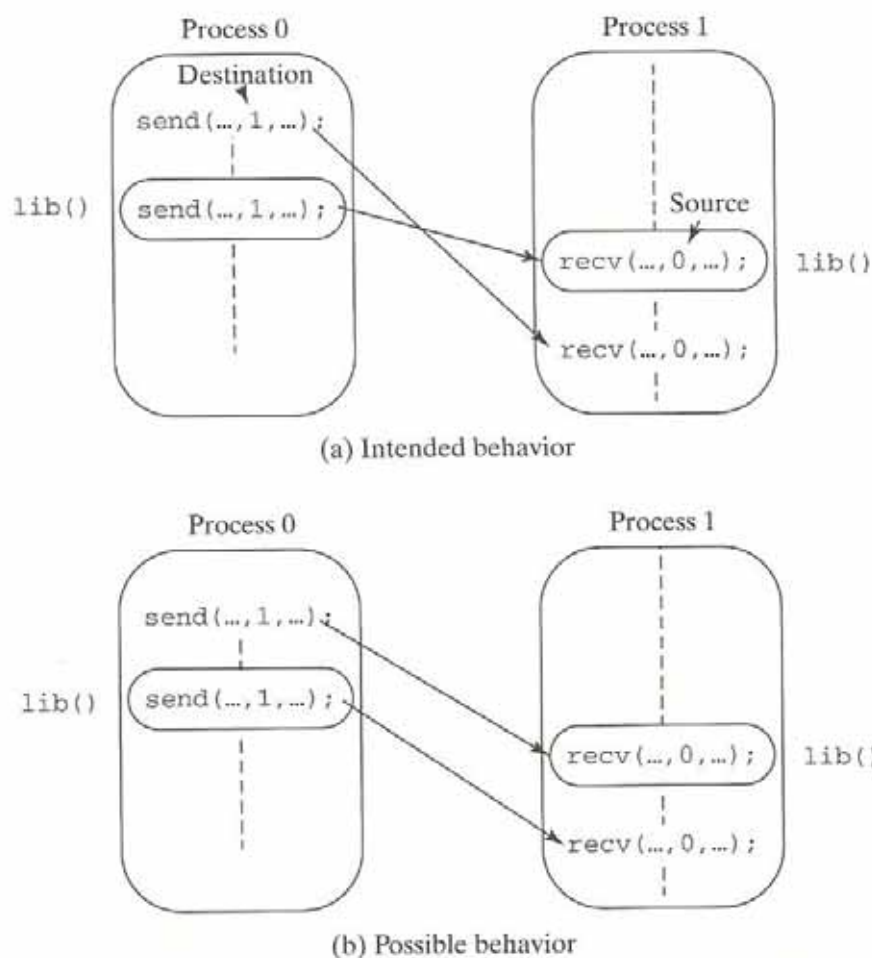 Process 0
Process 1
Destination
send(…,1,…);
lib()
send(…,1,…);
Source
recv(…,0,…);
lib()
recv(…,0,…);
(a) Intended behavior
Process 0
Process 1
send(…,1,…);
lib()
send(…,1,…);
recv(…,0,…);
lib()
recv(…,0,…);
(b) Possible behavior